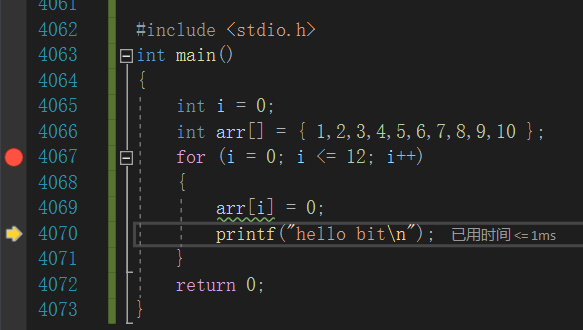 4061
4062 #include <stdio.h>
4063 int main()
4064 {
4065 int i = 0;
4066 int arr[] = { 1,2,3,4,5,6,7,8,9,10 };
4067 for (i = 0; i <= 12; i++)
4068 {
4069 arr[i] = 0;
4070 printf("hello bit\n"); 已用时间 <= 1ms
4071 }
4072 return 0;
4073 }